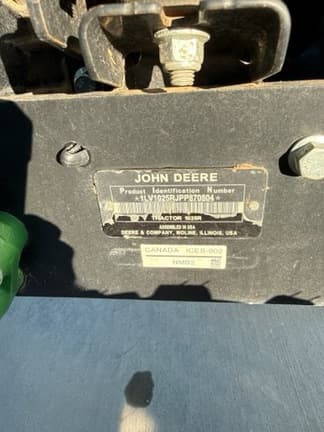 JOHN DEERE
Product Identification Number
*1LV1025RJPP870804*
TRACTOR 1025R
ASSEMBLED IN USA
DEERE & COMPANY, MOLINE, ILLINOIS, USA
CANADA ICES-002